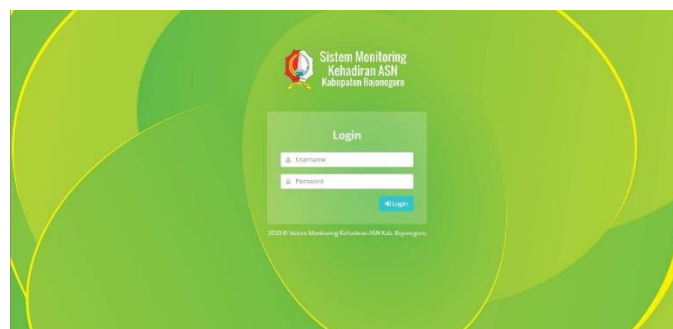 Sistem Monitoring
Kehadiran ASN
Kabupaten Bojonegoro
Login
Username
Password
Login
2020 © Sistem Monitoring Kehadiran ASN Kab. Bojonegoro